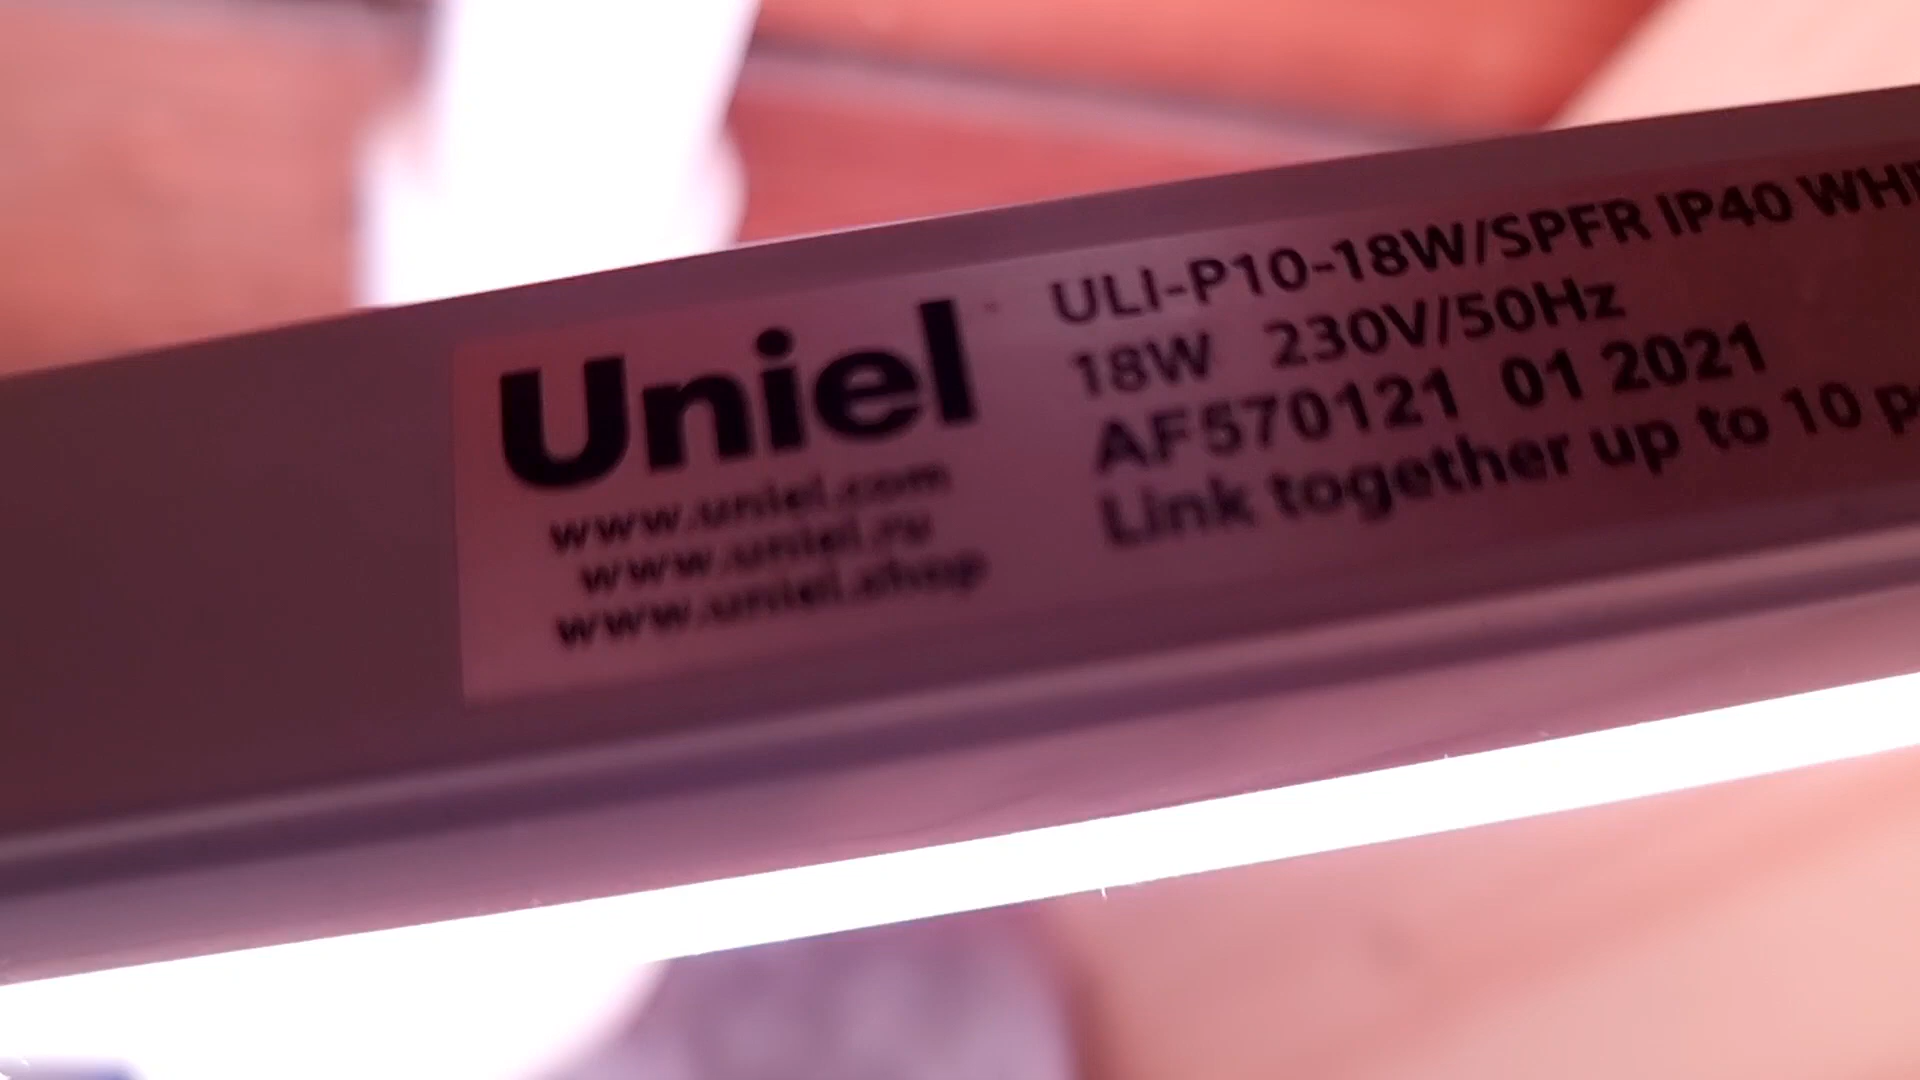 Uniel
www.uniel.com
www.uniel.ru
www.uniel.shop
ULI-P10-18W/SPFR IP40
18W 230V/50Hz
AF570121 01 2021
Link together up to 10